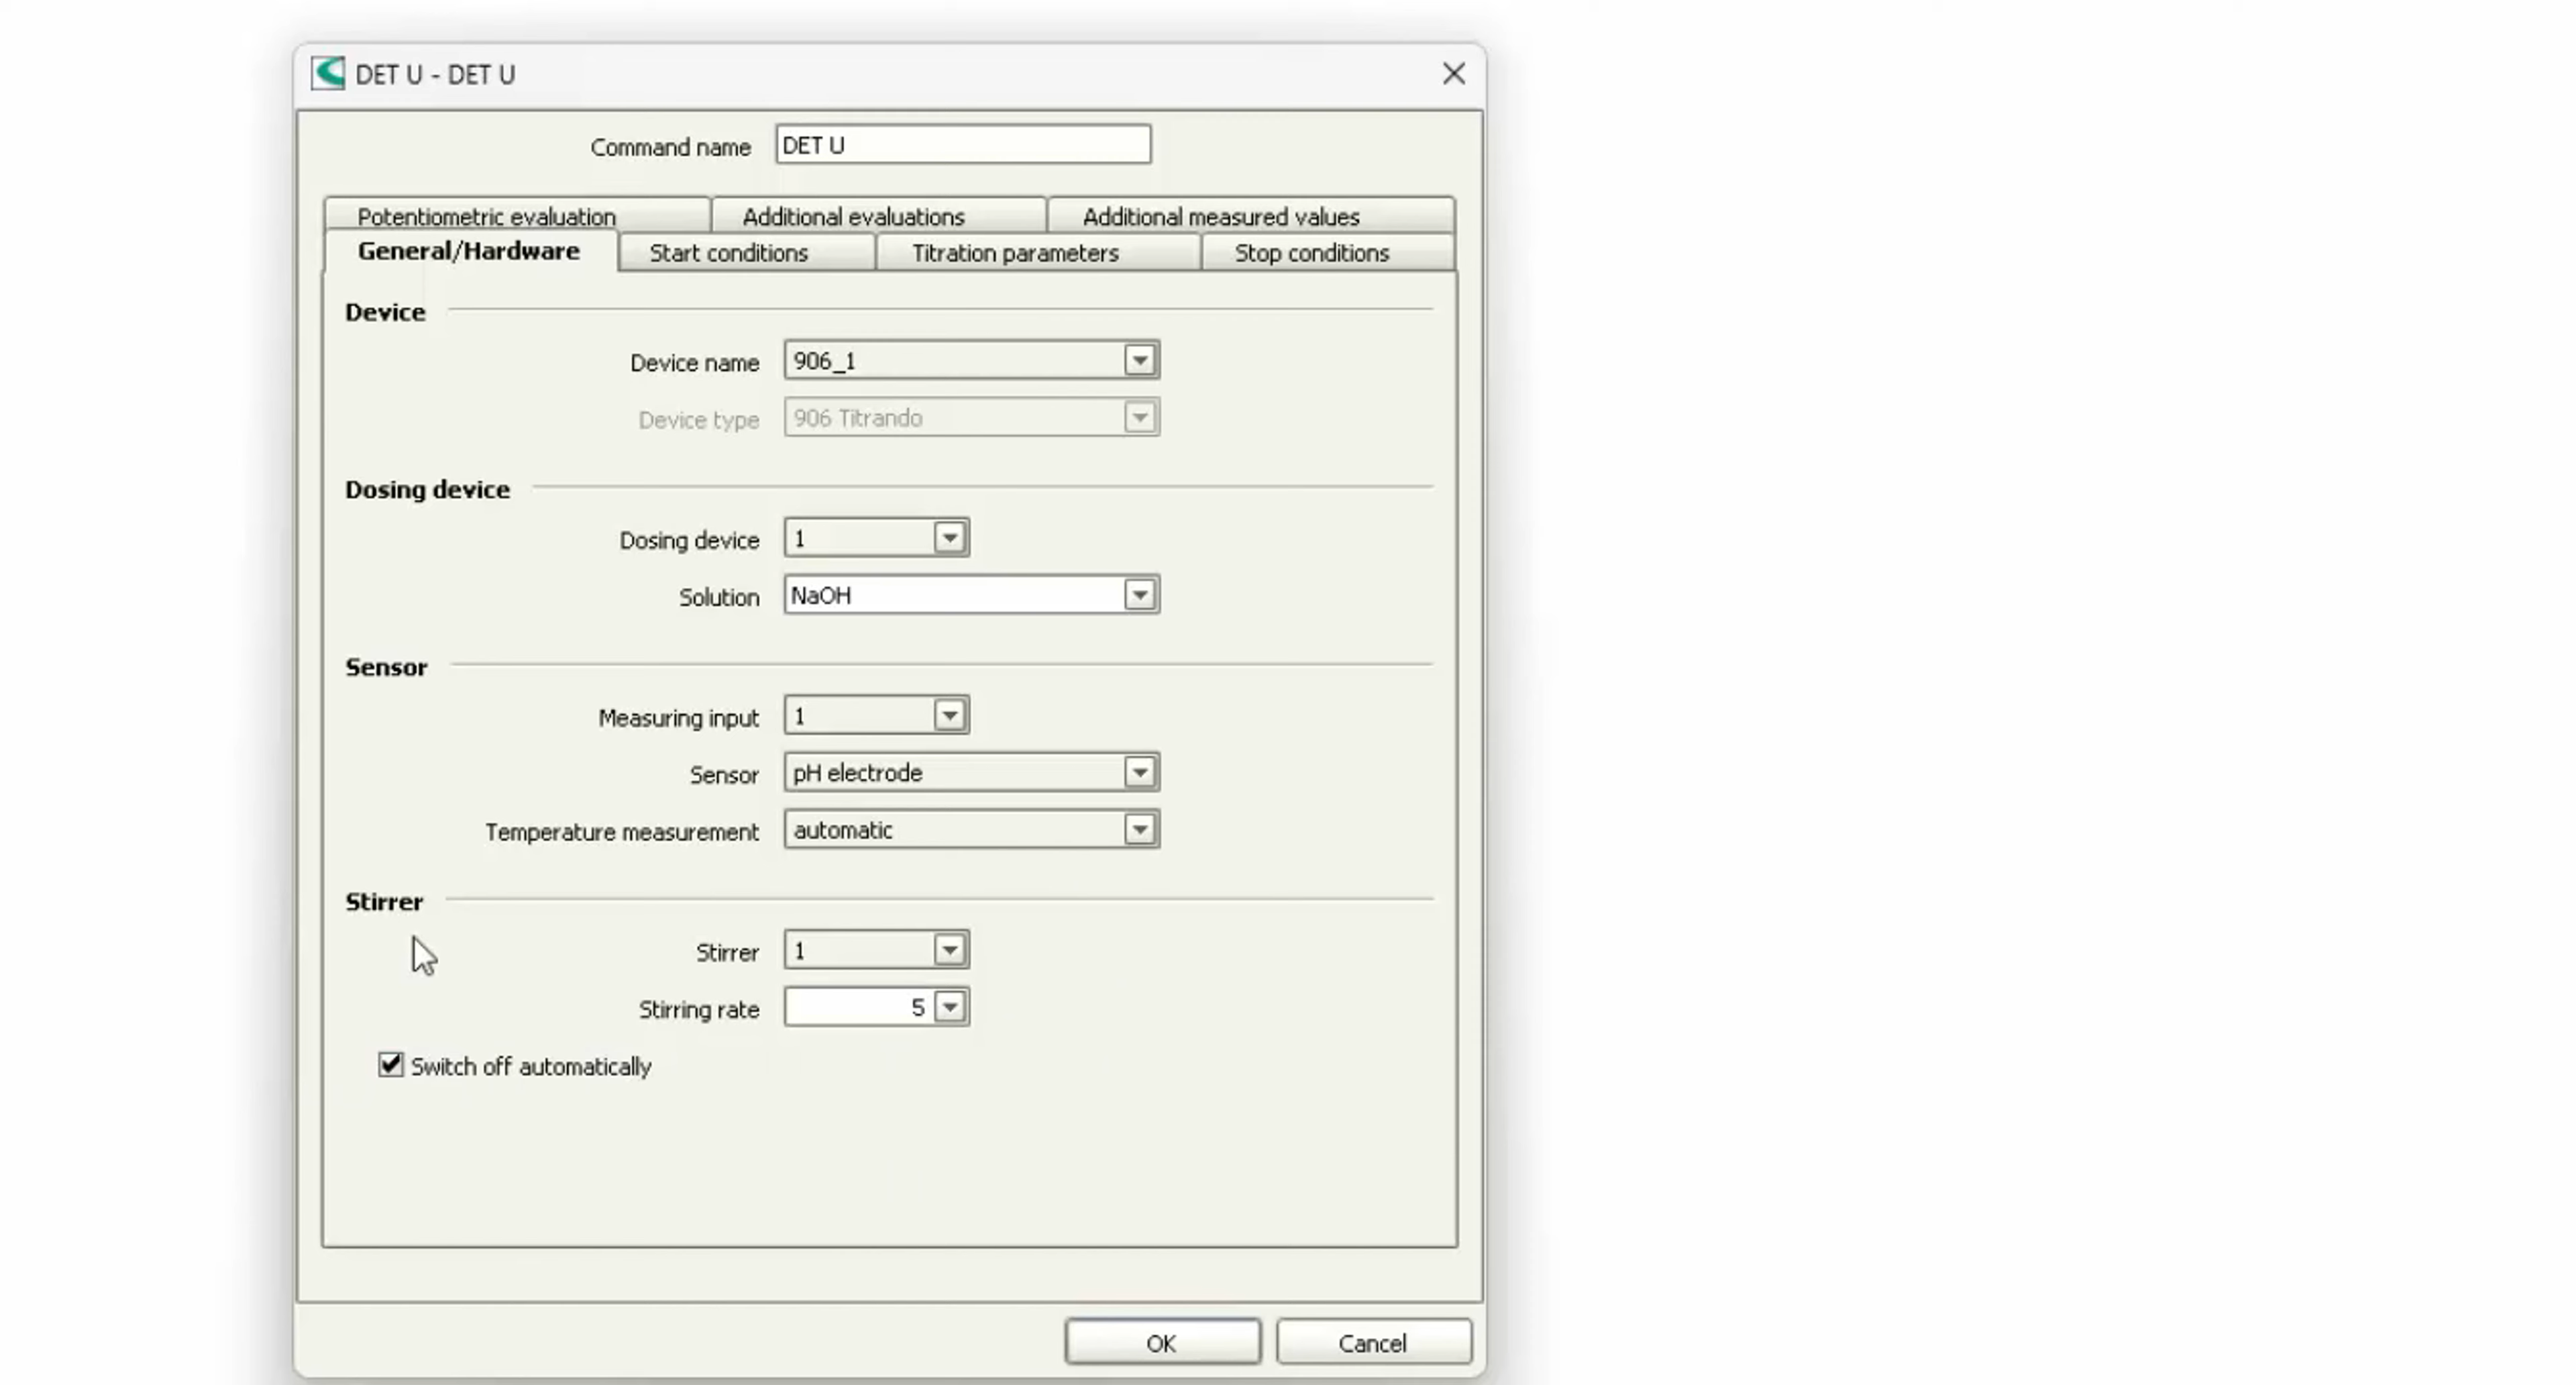 DET U - DET U
Command name DET U
Potentiometric evaluation Additional evaluations Additional measured values
General/Hardware Start conditions Titration parameters Stop conditions
Device
Device name 906_1
Device type 906 Titrando
Dosing device
Dosing device 1
Solution NaOH
Sensor
Measuring input 1
Sensor pH electrode
Temperature measurement automatic
Stirrer
Stirrer 1
Stirring rate 5
Switch off automatically
OK Cancel